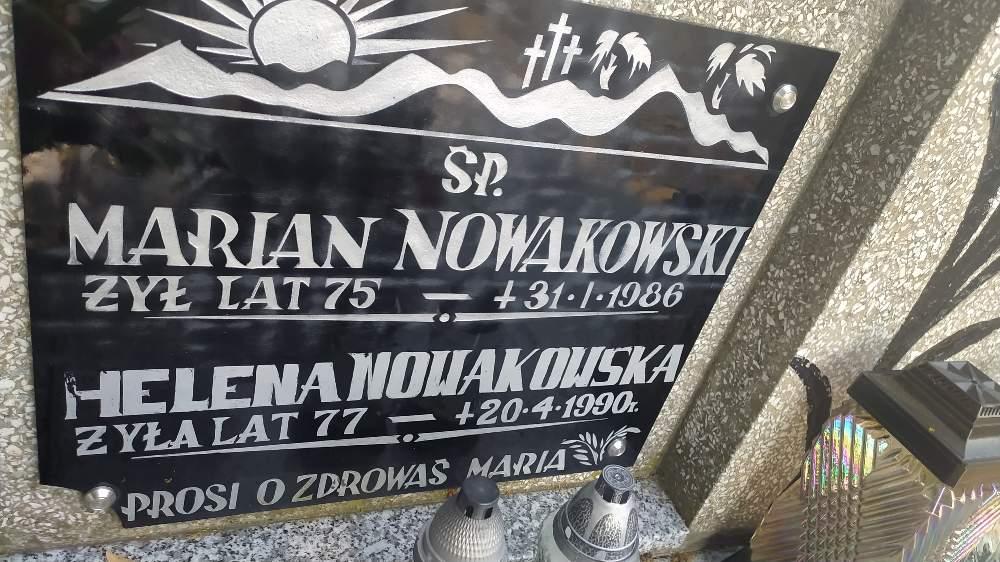 ŚP.
MARIAN NOWAKOWSKI
ŻYŁ LAT 75 — +31.I.1986
HELENA NOWAKOWSKA
ŻYŁA LAT 77 — +20.4.1990r.
PROSI O ZDROWAŚ MARIA